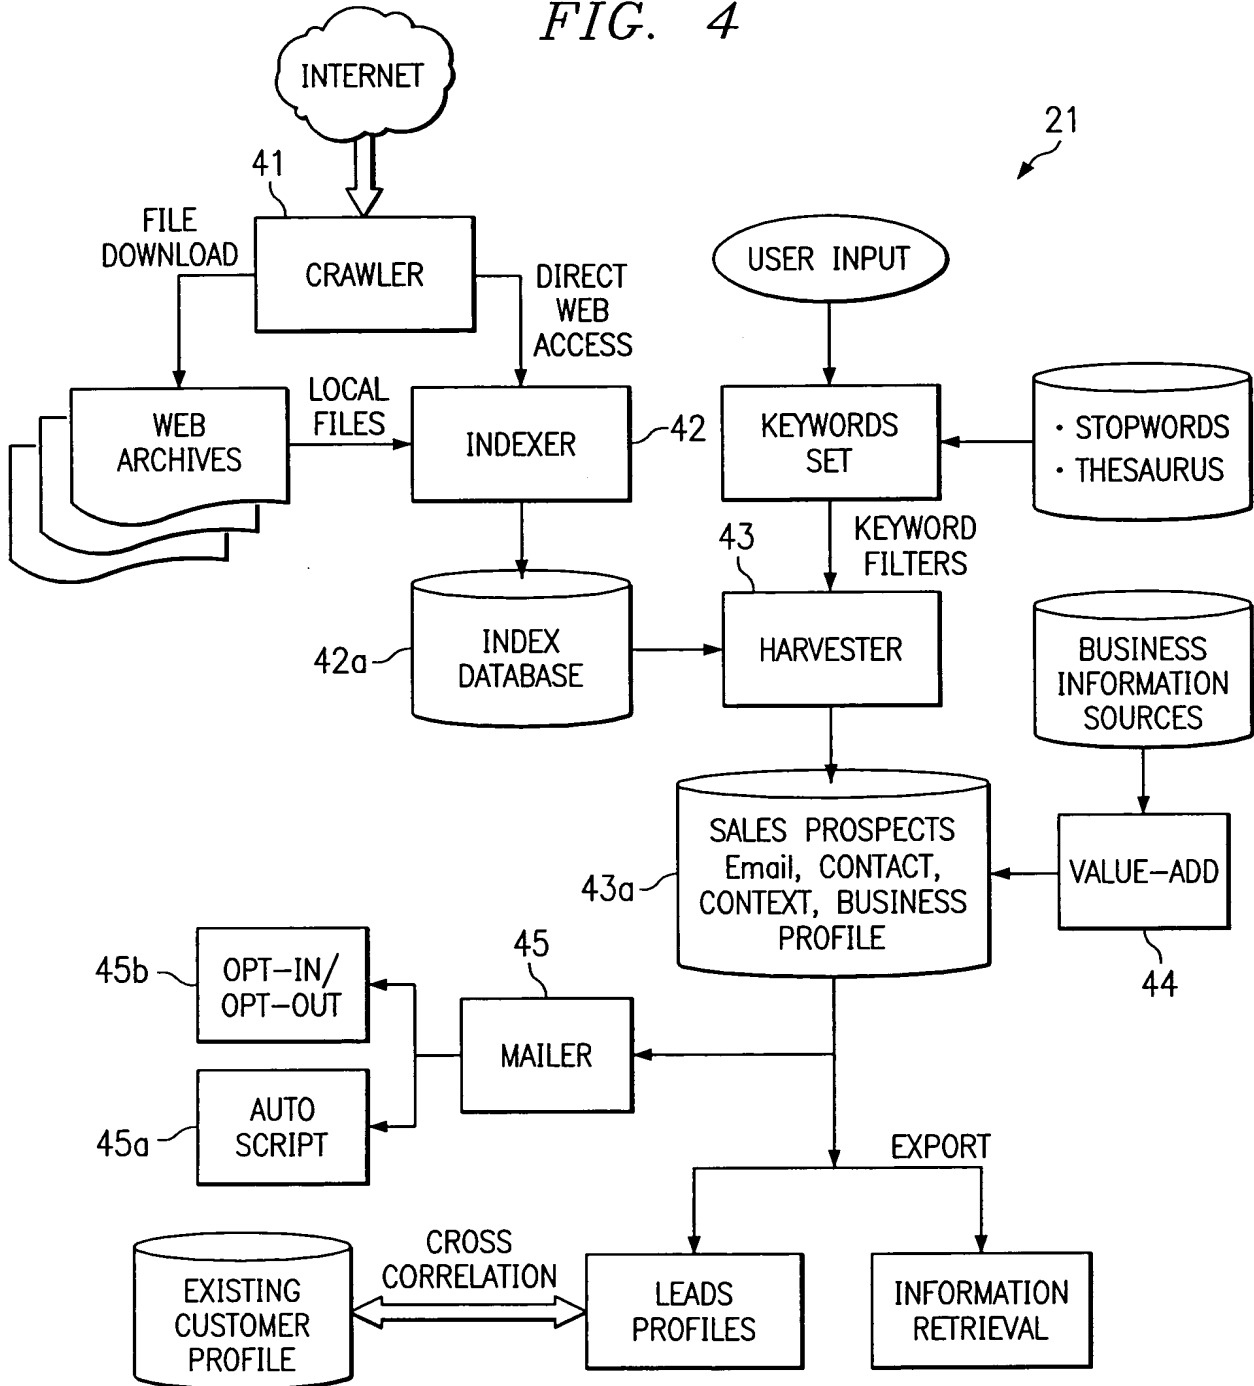 FIG. 4
INTERNET
21
41
FILE
DOWNLOAD
CRAWLER
DIRECT
WEB
ACCESS
USER INPUT
WEB
ARCHIVES
LOCAL
FILES
INDEXER
42
KEYWORDS
SET
· STOPWORDS
· THESAURUS
KEYWORD
FILTERS
43
42a
INDEX
DATABASE
HARVESTER
BUSINESS
INFORMATION
SOURCES
SALES PROSPECTS
Email, CONTACT,
CONTEXT, BUSINESS
PROFILE
43a
VALUE-ADD
44
45b
OPT-IN/
OPT-OUT
45
MAILER
45a
AUTO
SCRIPT
EXPORT
EXISTING
CUSTOMER
PROFILE
CROSS
CORRELATION
LEADS
PROFILES
INFORMATION
RETRIEVAL